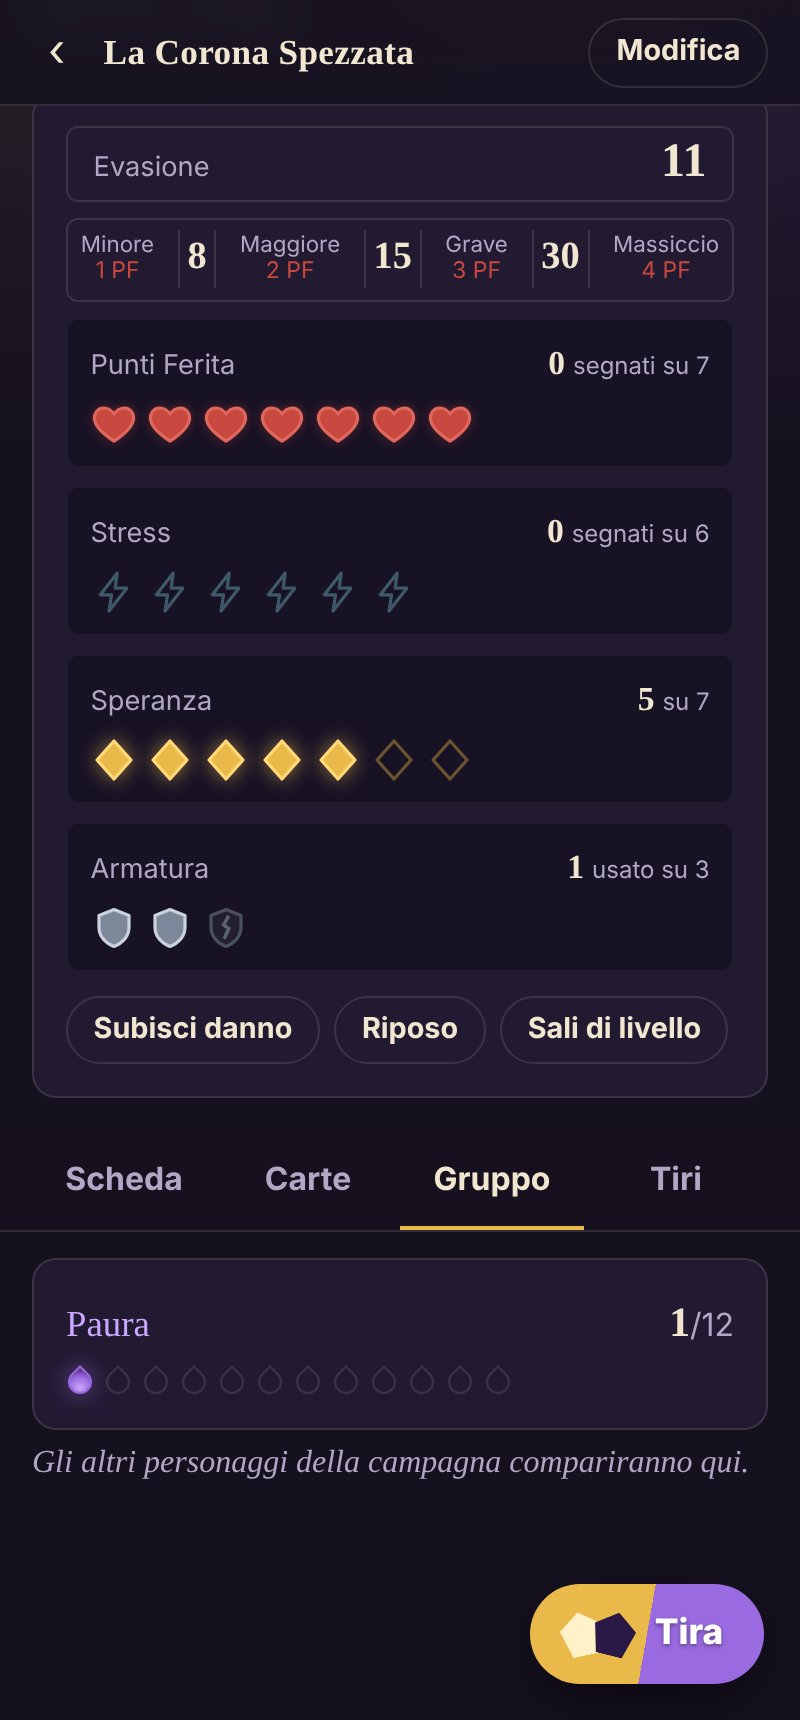 La Corona Spezzata
Modifica
Evasione 11
Minore 8 Maggiore 15 Grave 30 Massiccio
1 PF 2 PF 3 PF 4 PF
Punti Ferita 0 segnati su 7
Stress 0 segnati su 6
Speranza 5 su 7
Armatura 1 usato su 3
Subisci danno Riposo Sali di livello
Scheda Carte Gruppo Tiri
Paura 1/12
Gli altri personaggi della campagna compariranno qui.
Tira